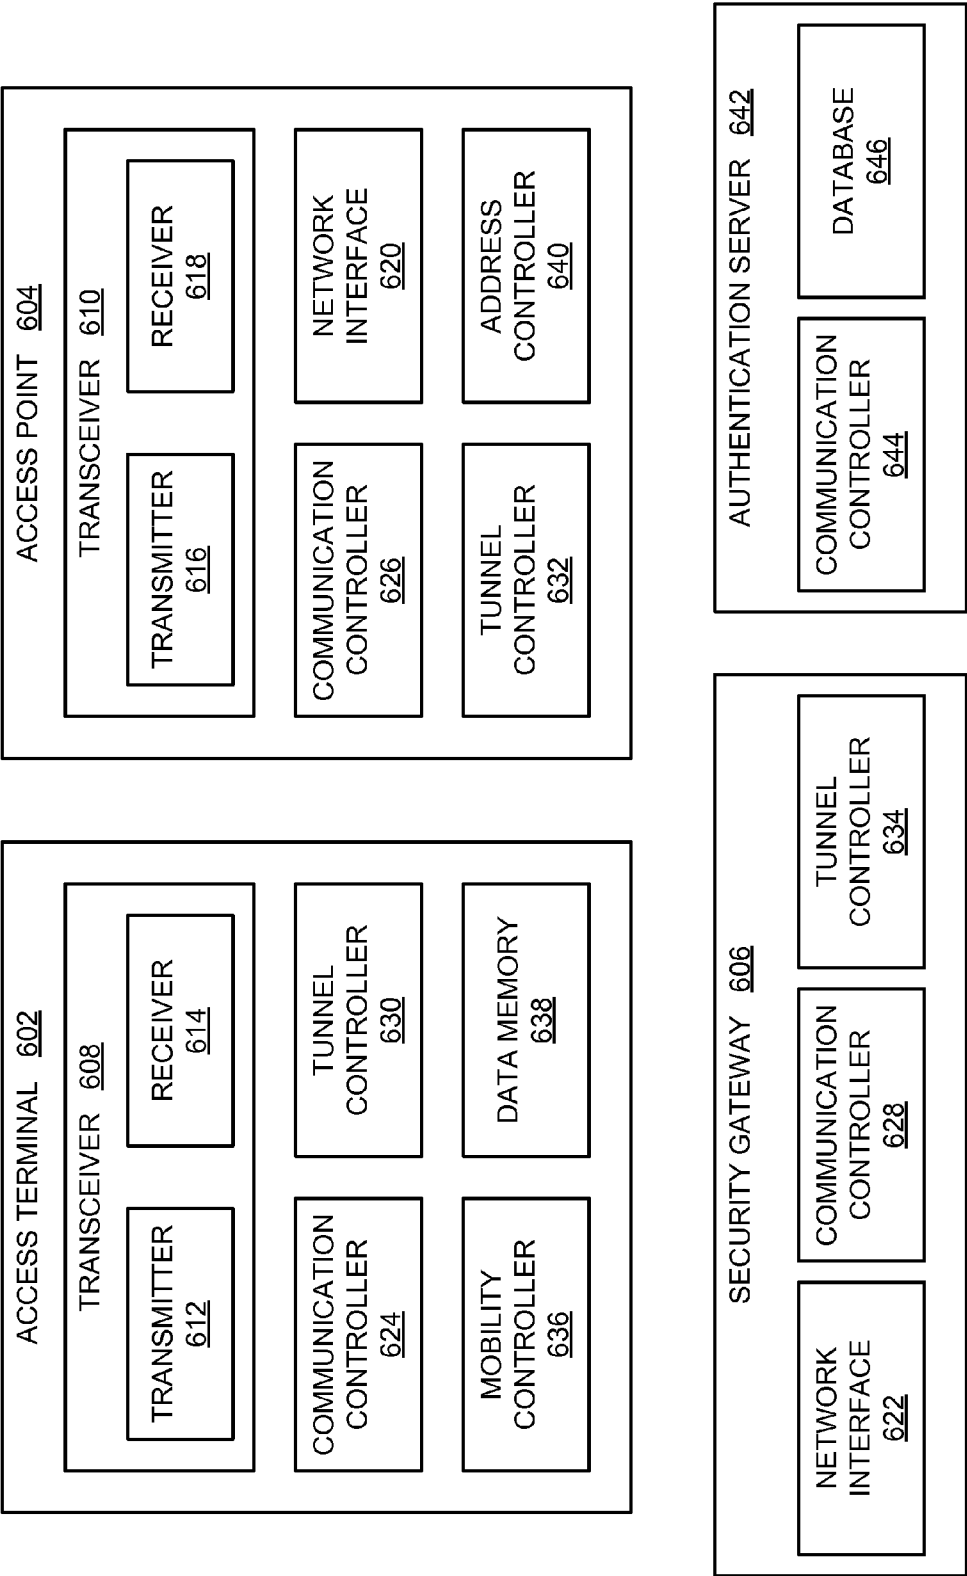 ACCESS TERMINAL 602
TRANSCEIVER 608
TRANSMITTER
612
RECEIVER
614
COMMUNICATION
CONTROLLER
624
TUNNEL
CONTROLLER
630
MOBILITY
CONTROLLER
636
DATA MEMORY
638
ACCESS POINT 604
TRANSCEIVER 610
TRANSMITTER
616
RECEIVER
618
COMMUNICATION
CONTROLLER
626
NETWORK
INTERFACE
620
TUNNEL
CONTROLLER
632
ADDRESS
CONTROLLER
640
SECURITY GATEWAY 606
NETWORK
INTERFACE
622
COMMUNICATION
CONTROLLER
628
TUNNEL
CONTROLLER
634
AUTHENTICATION SERVER 642
COMMUNICATION
CONTROLLER
644
DATABASE
646